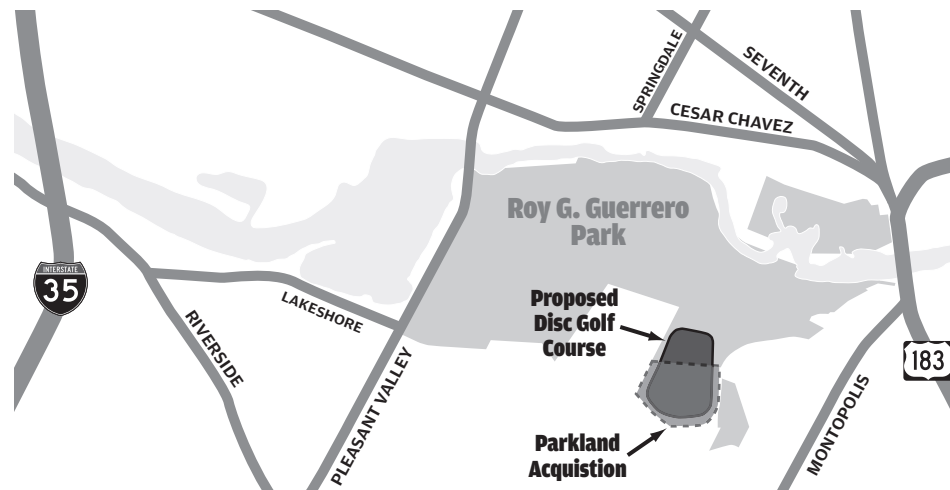 SPRINGDALE
SEVENTH
CESAR CHAVEZ
Roy G. Guerrero
Park
INTERSTATE
35
LAKESHORE
RIVERSIDE
PLEASANT VALLEY
Proposed
Disc Golf
Course
183
MONTOPOLIS
Parkland
Acquistion